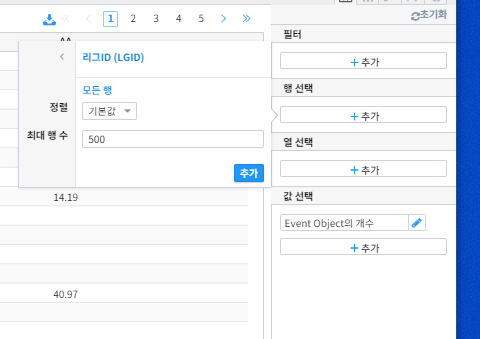 초기화
1 2 3 4 5
AA
필터
+ 추가
리그ID (LGID)
모든 행
정렬
기본값
최대 행 수
500
추가
행 선택
+ 추가
열 선택
+ 추가
14.19
값 선택
Event Object의 개수
+ 추가
40.97